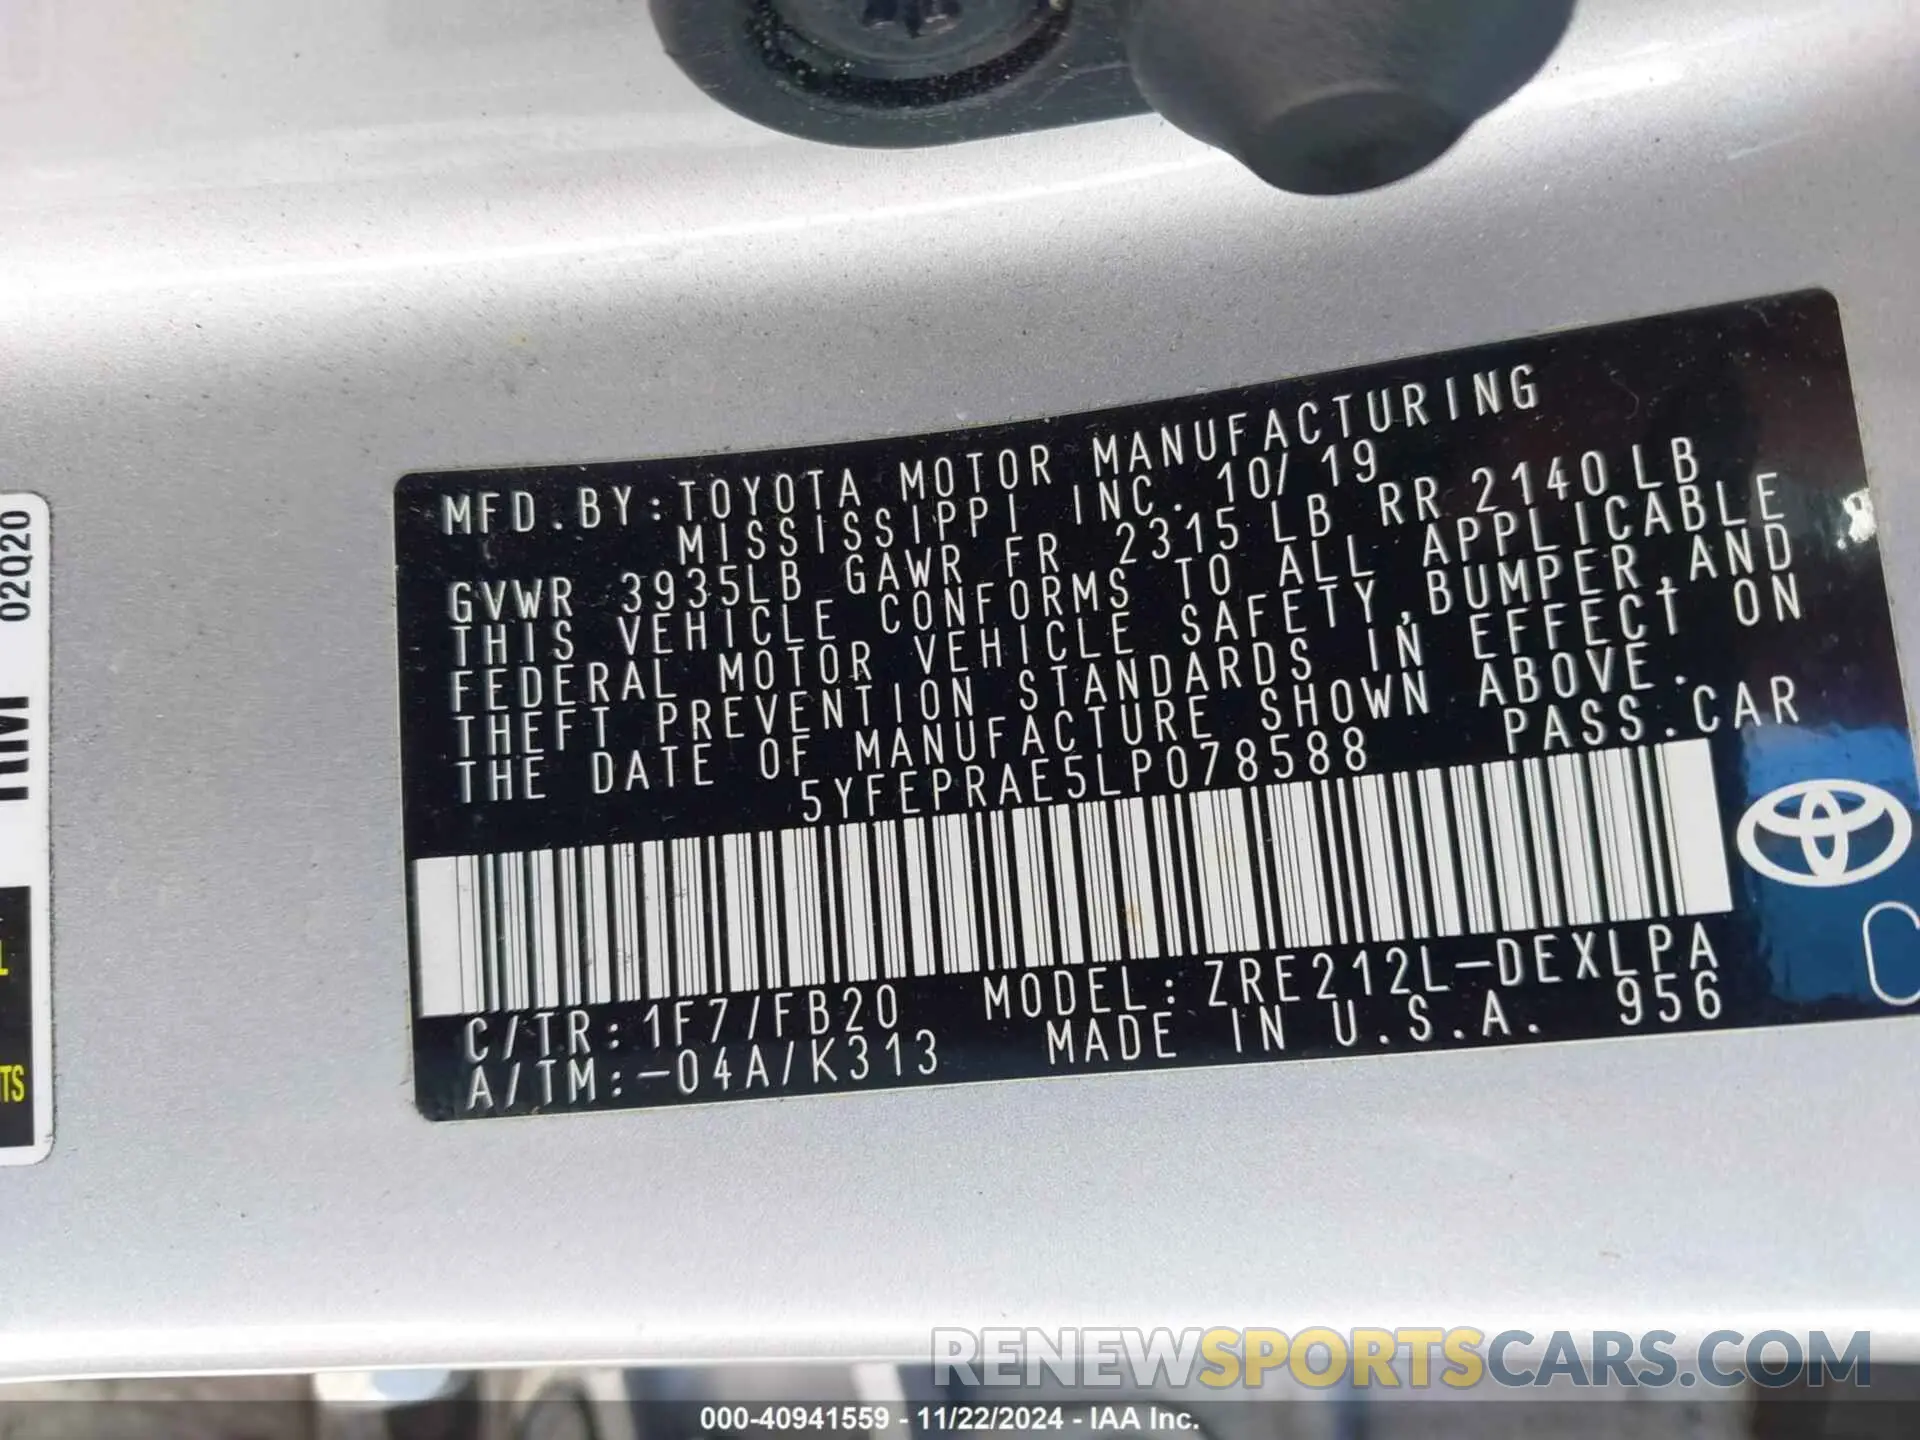 MFD.BY:TOYOTA MOTOR MANUFACTURING
MISSISSIPPI INC. 10/19
GVWR 3935LB GAWR FR 2315 LB RR 2140 LB
THIS VEHICLE CONFORMS TO ALL APPLICABLE
FEDERAL MOTOR VEHICLE SAFETY,BUMPER,AND
THEFT PREVENTION STANDARDS IN EFFECT ON
THE DATE OF MANUFACTURE SHOWN ABOVE.
5YFEPRAE5LP078588 PASS.CAR
C/TR:1F7/FB20 MODEL:ZRE212L-DEXLPA
A/TM:-04A/K313 MADE IN U.S.A. 956
02Q20
RENEWSPORTSCARS.COM
000-40941559 - 11/22/2024 - IAA Inc.